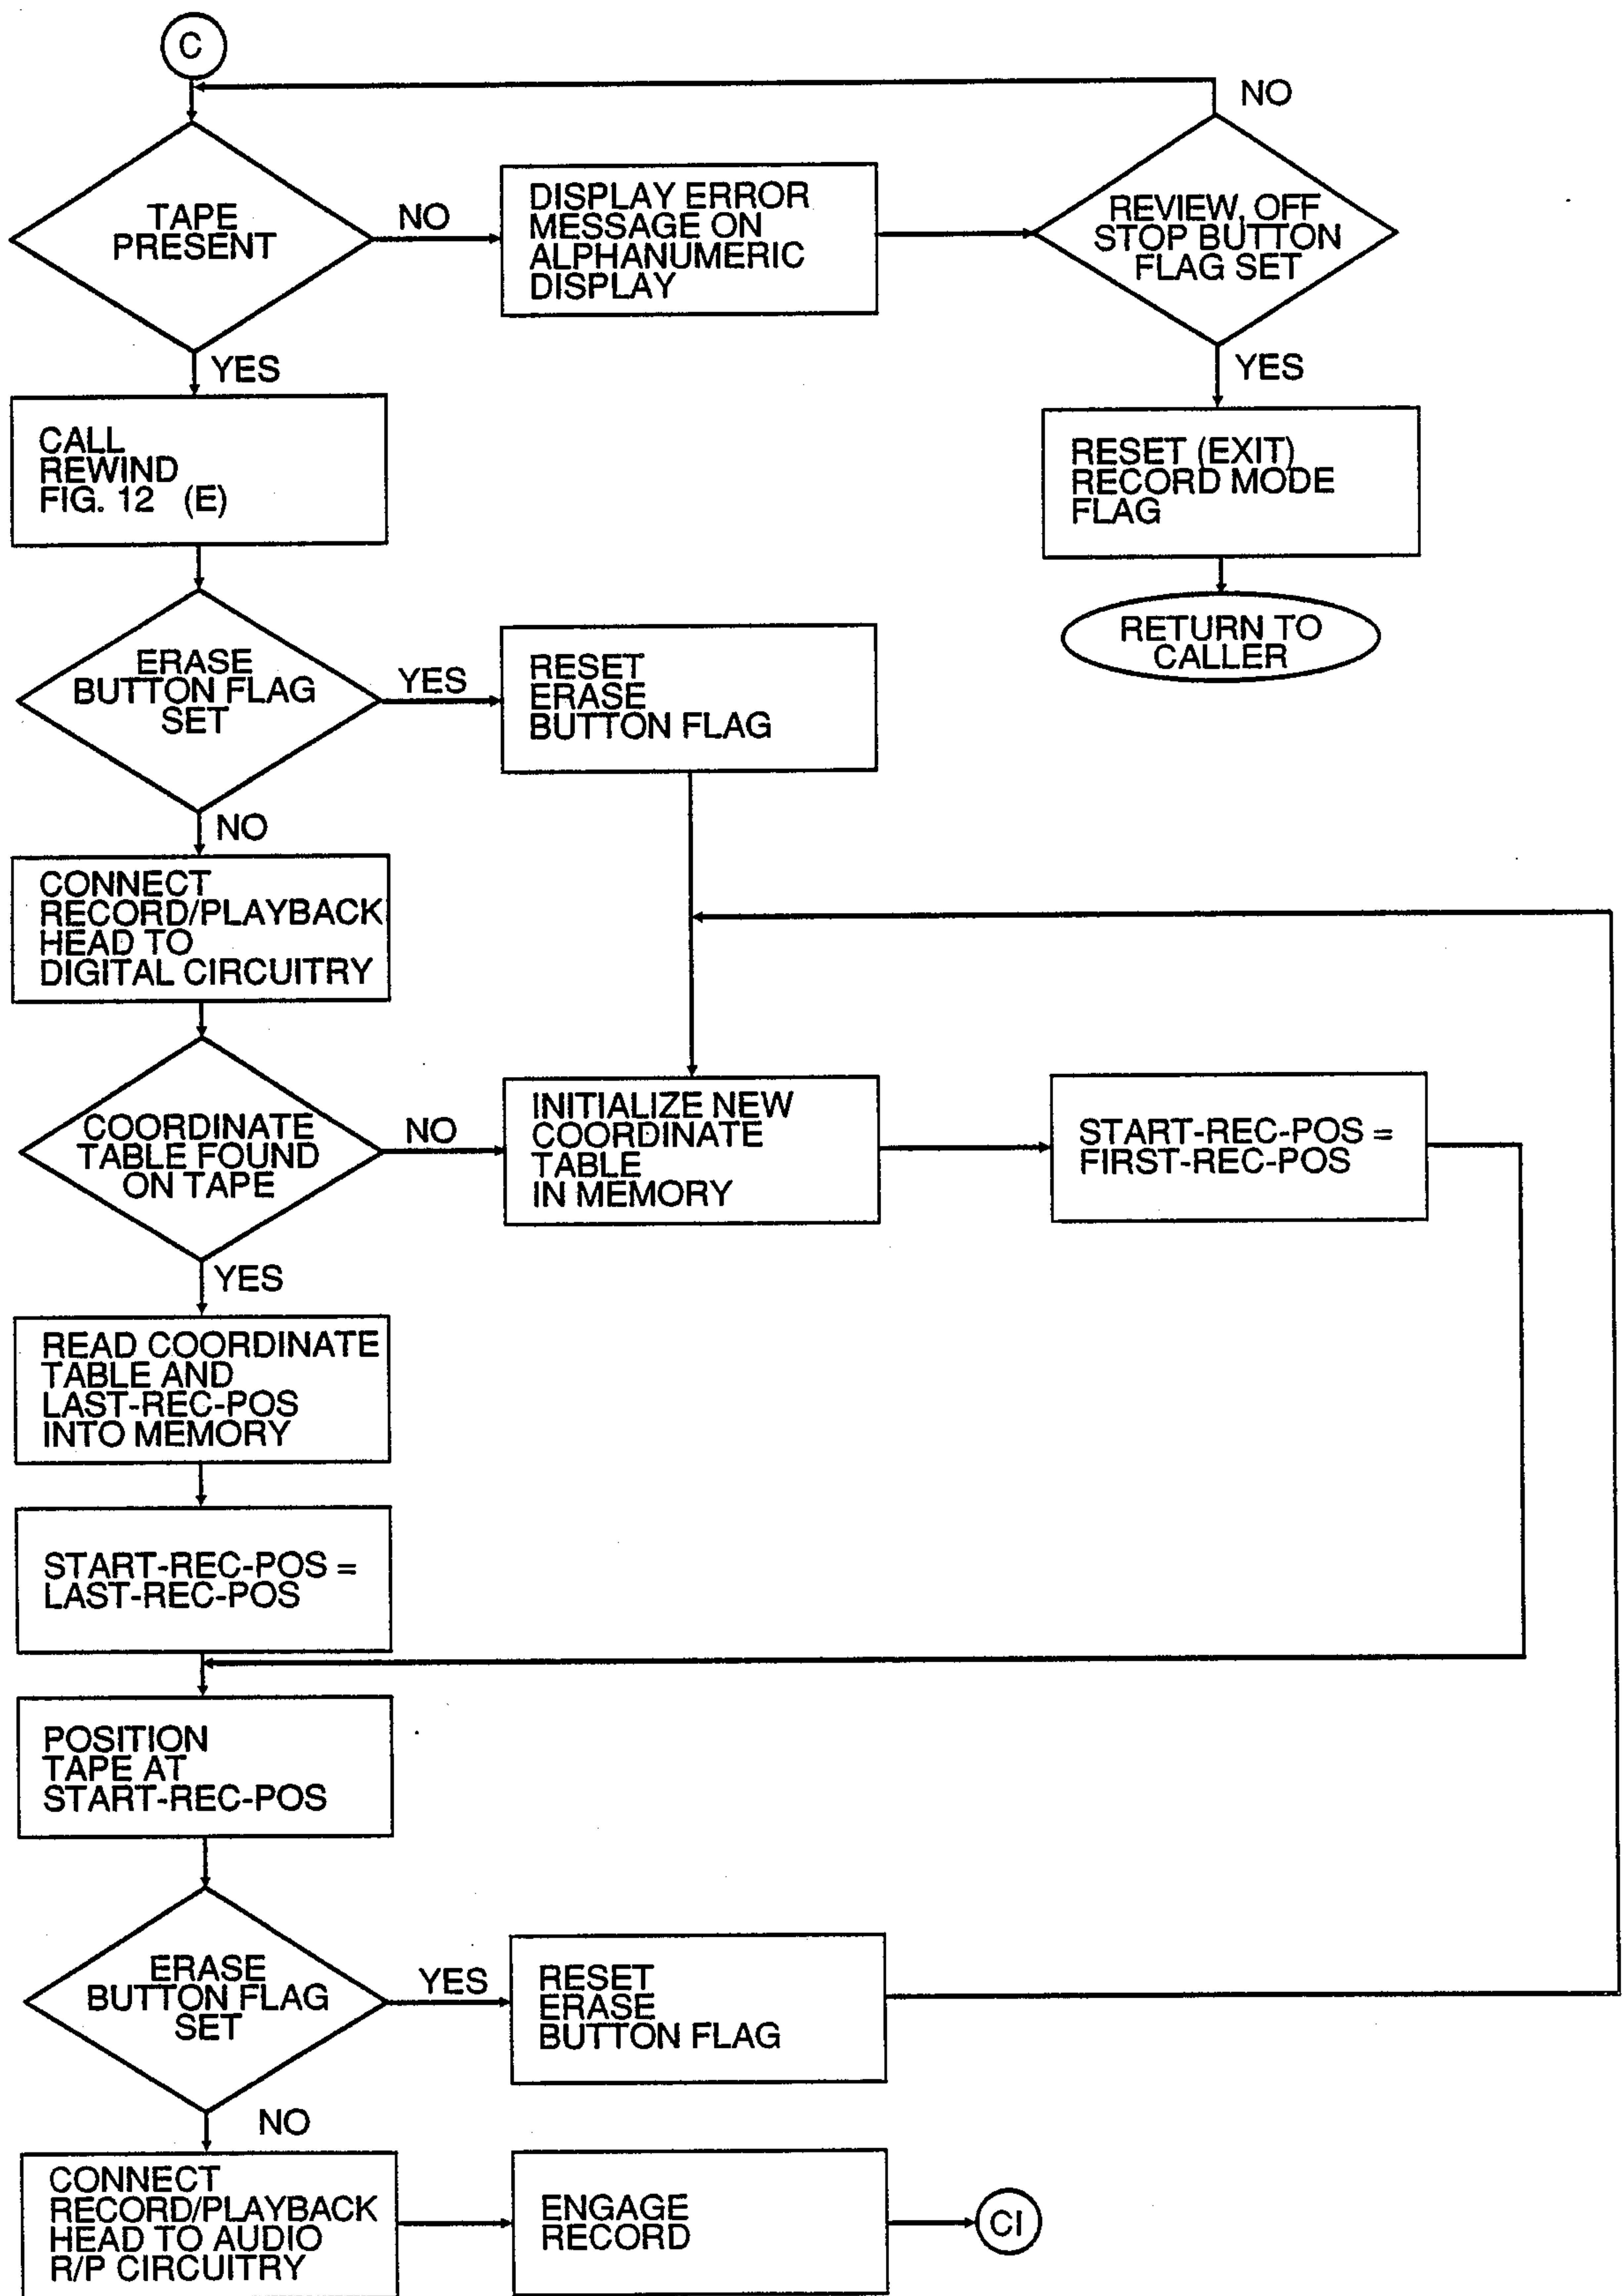 C
NO
TAPE
PRESENT
NO
DISPLAY ERROR
MESSAGE ON
ALPHANUMERIC
DISPLAY
REVIEW, OFF
STOP BUTTON
FLAG SET
YES
YES
CALL
REWIND
FIG. 12 (E)
RESET (EXIT)
RECORD MODE
FLAG
RETURN TO
CALLER
ERASE
BUTTON FLAG
SET
YES
RESET
ERASE
BUTTON FLAG
NO
CONNECT
RECORD/PLAYBACK
HEAD TO
DIGITAL CIRCUITRY
COORDINATE
TABLE FOUND
ON TAPE
NO
INITIALIZE NEW
COORDINATE
TABLE
IN MEMORY
START-REC-POS =
FIRST-REC-POS
YES
READ COORDINATE
TABLE AND
LAST-REC-POS
INTO MEMORY
START-REC-POS =
LAST-REC-POS
POSITION
TAPE AT
START-REC-POS
ERASE
BUTTON FLAG
SET
YES
RESET
ERASE
BUTTON FLAG
NO
CONNECT
RECORD/PLAYBACK
HEAD TO AUDIO
R/P CIRCUITRY
ENGAGE
RECORD
CI